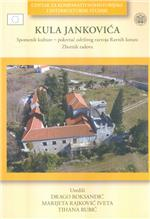 CENTAR ZA KOMPARATIVNOHISTORIJSKE
I INTERKULTURNE STUDIJE
KULA JANKOVIĆA
Spomenik kulture – pokretač održivog razvoja Ravnih kotara
Zbornik radova
Uredili
DRAGO ROKSANDIĆ
MARIJETA RAJKOVIĆ IVETA
TIHANA RUBIĆ